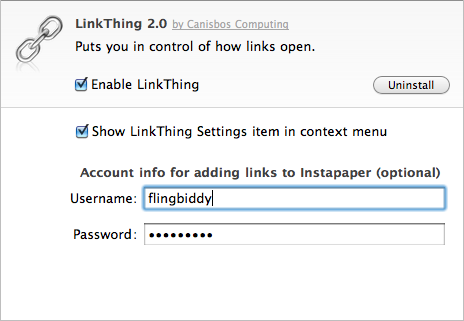 LinkThing 2.0 by Canisbos Computing
Puts you in control of how links open.
Enable LinkThing
Uninstall
Show LinkThing Settings item in context menu
Account info for adding links to Instapaper (optional)
Username: flingbiddy
Password: •••••••••